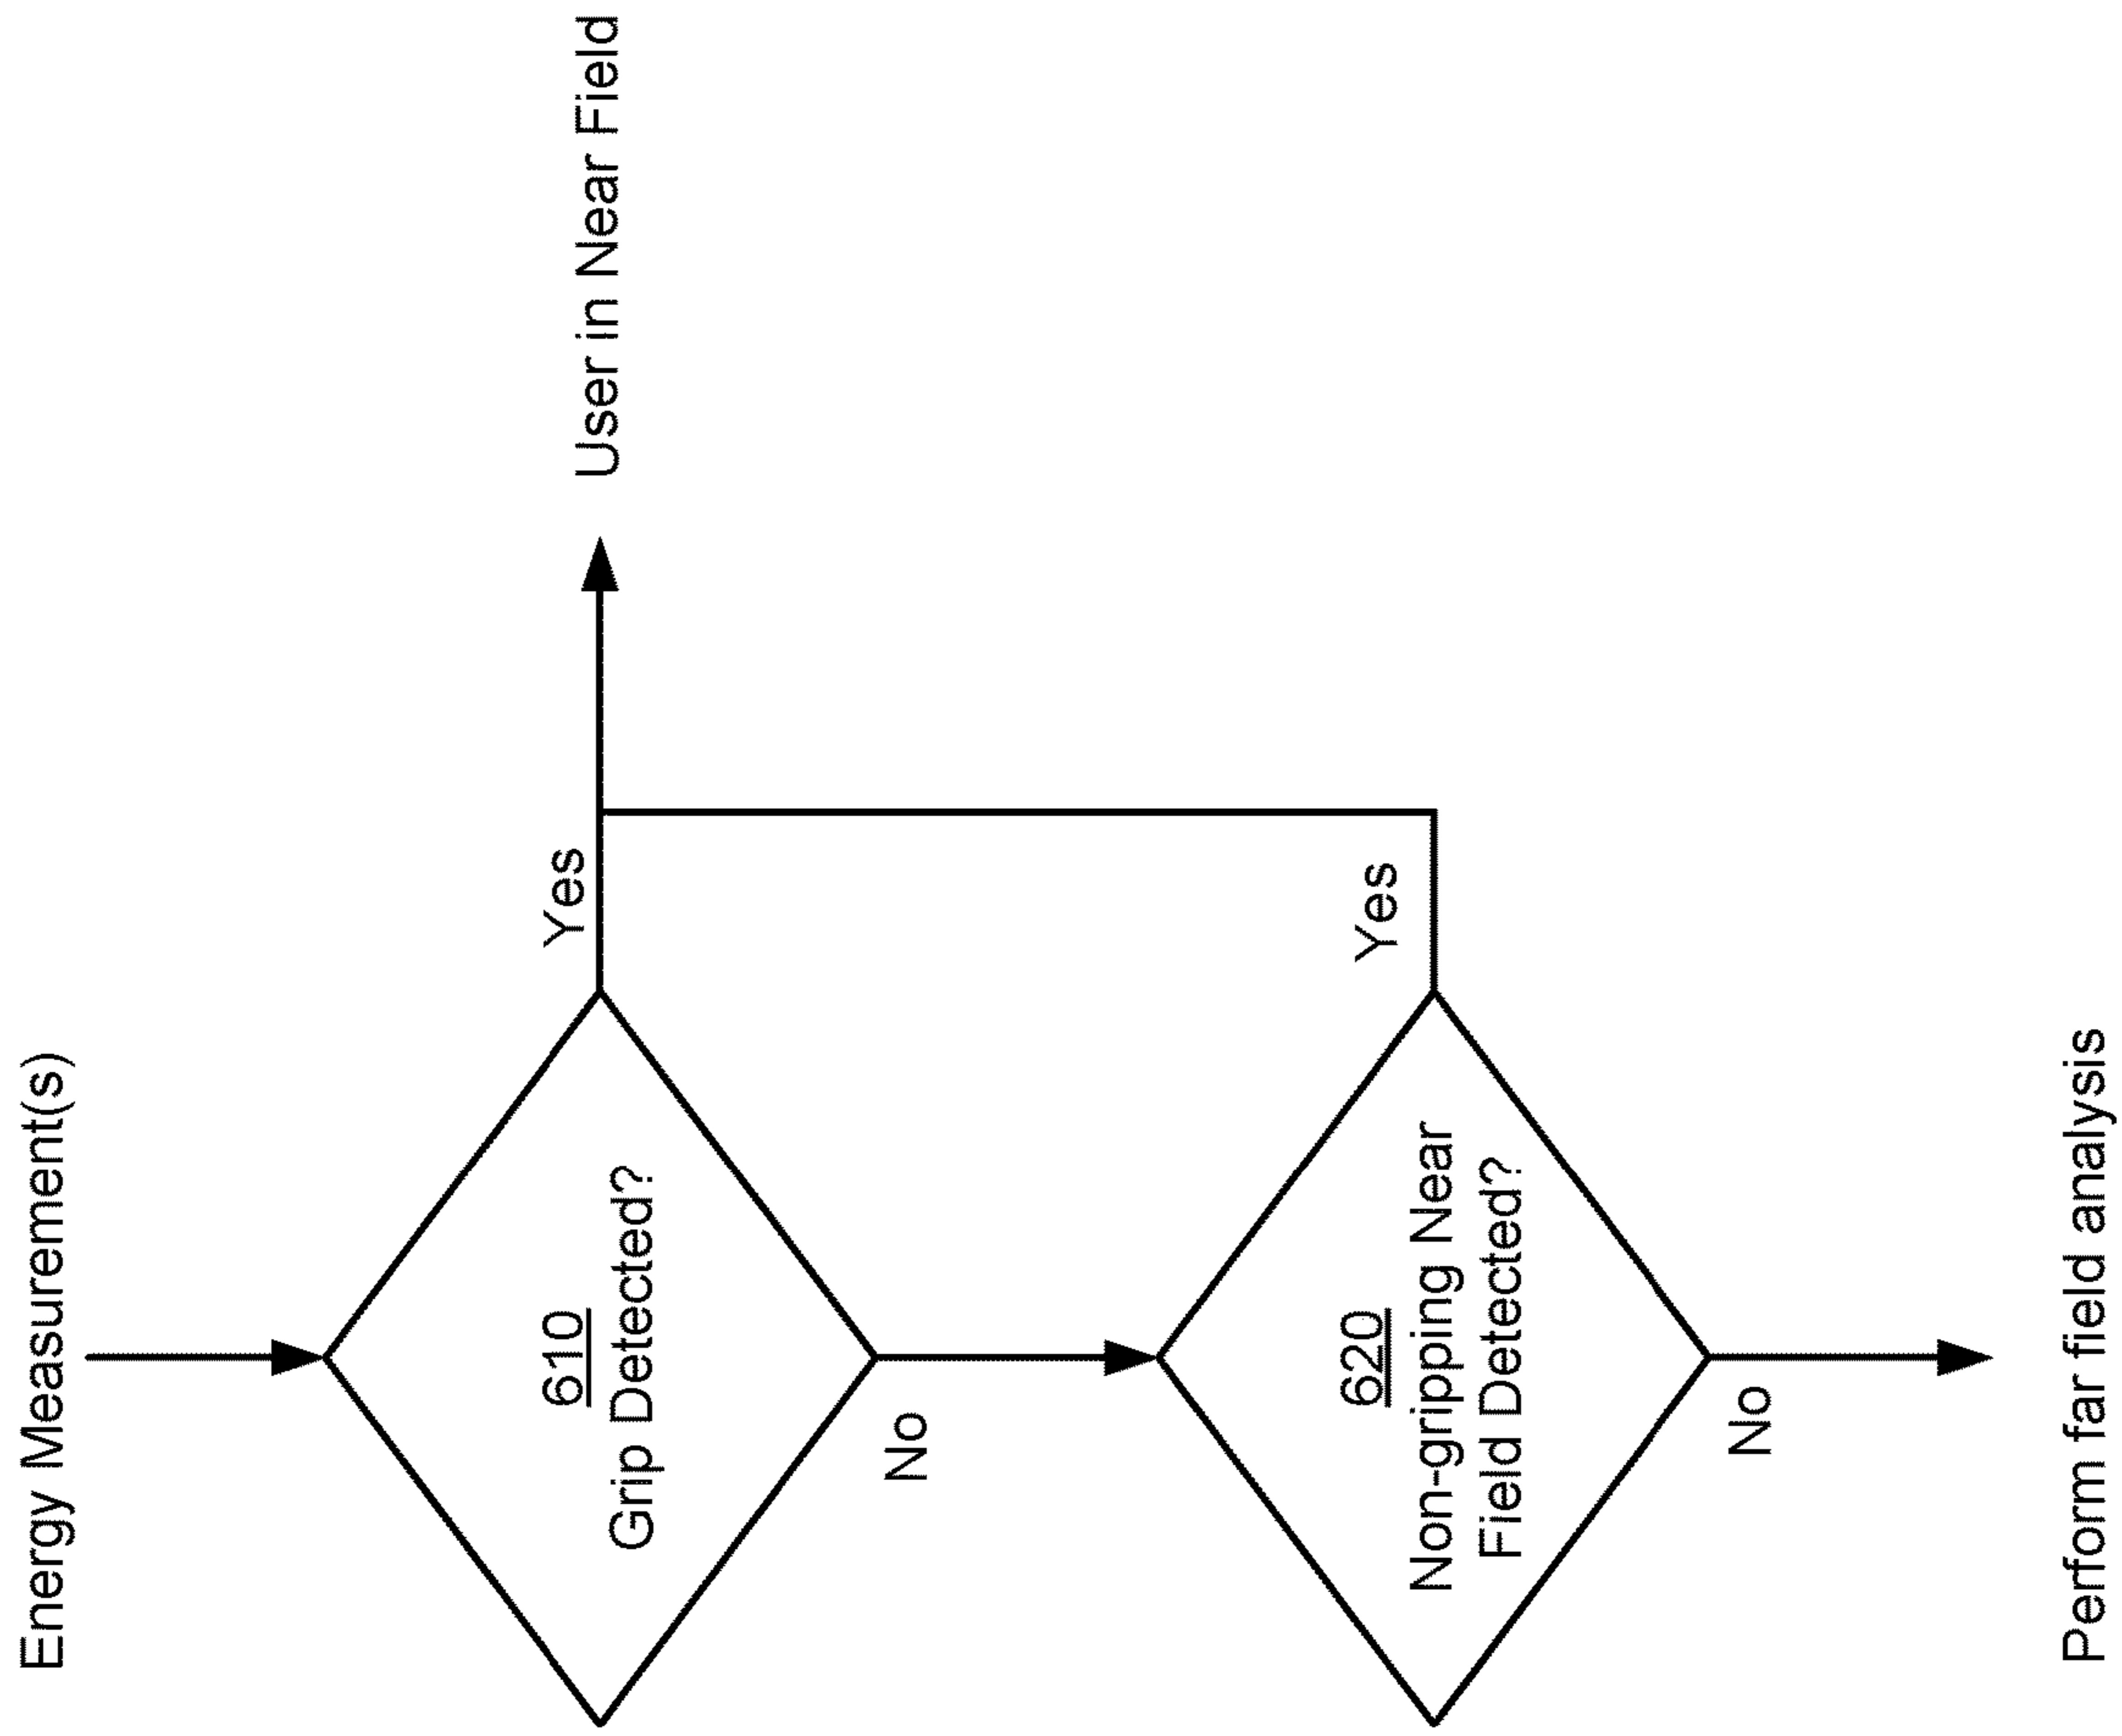 Energy Measurement(s)
610
Grip Detected?
Yes
User in Near Field
No
620
Non-gripping Near
Field Detected?
Yes
No
Perform far field analysis